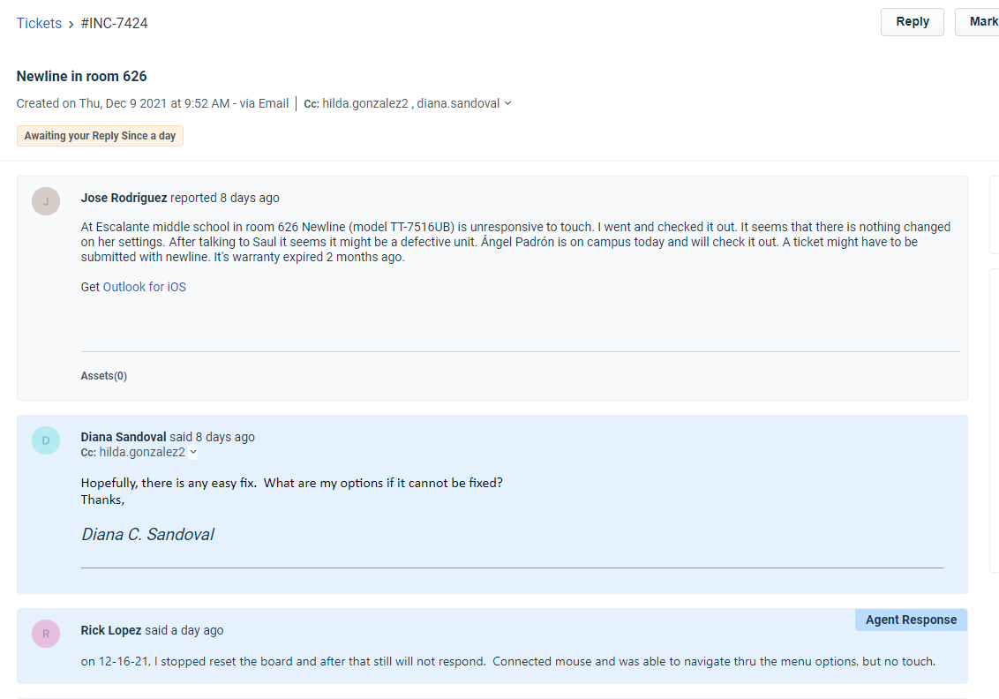 Tickets > #INC-7424
Reply
Mark
Newline in room 626
Created on Thu, Dec 9 2021 at 9:52 AM - via Email | Cc: hilda.gonzalez2 , diana.sandoval
Awaiting your Reply Since a day
J
Jose Rodriguez reported 8 days ago
At Escalante middle school in room 626 Newline (model TT-7516UB) is unresponsive to touch. I went and checked it out. It seems that there is nothing changed
on her settings. After talking to Saul it seems it might be a defective unit. Ángel Padrón is on campus today and will check it out. A ticket might have to be
submitted with newline. It's warranty expired 2 months ago.
Get Outlook for iOS
Assets(0)
D
Diana Sandoval said 8 days ago
Cc: hilda.gonzalez2
Hopefully, there is any easy fix.  What are my options if it cannot be fixed?
Thanks,
Diana C. Sandoval
Agent Response
R
Rick Lopez said a day ago
on 12-16-21, I stopped reset the board and after that still will not respond.  Connected mouse and was able to navigate thru the menu options, but no touch.